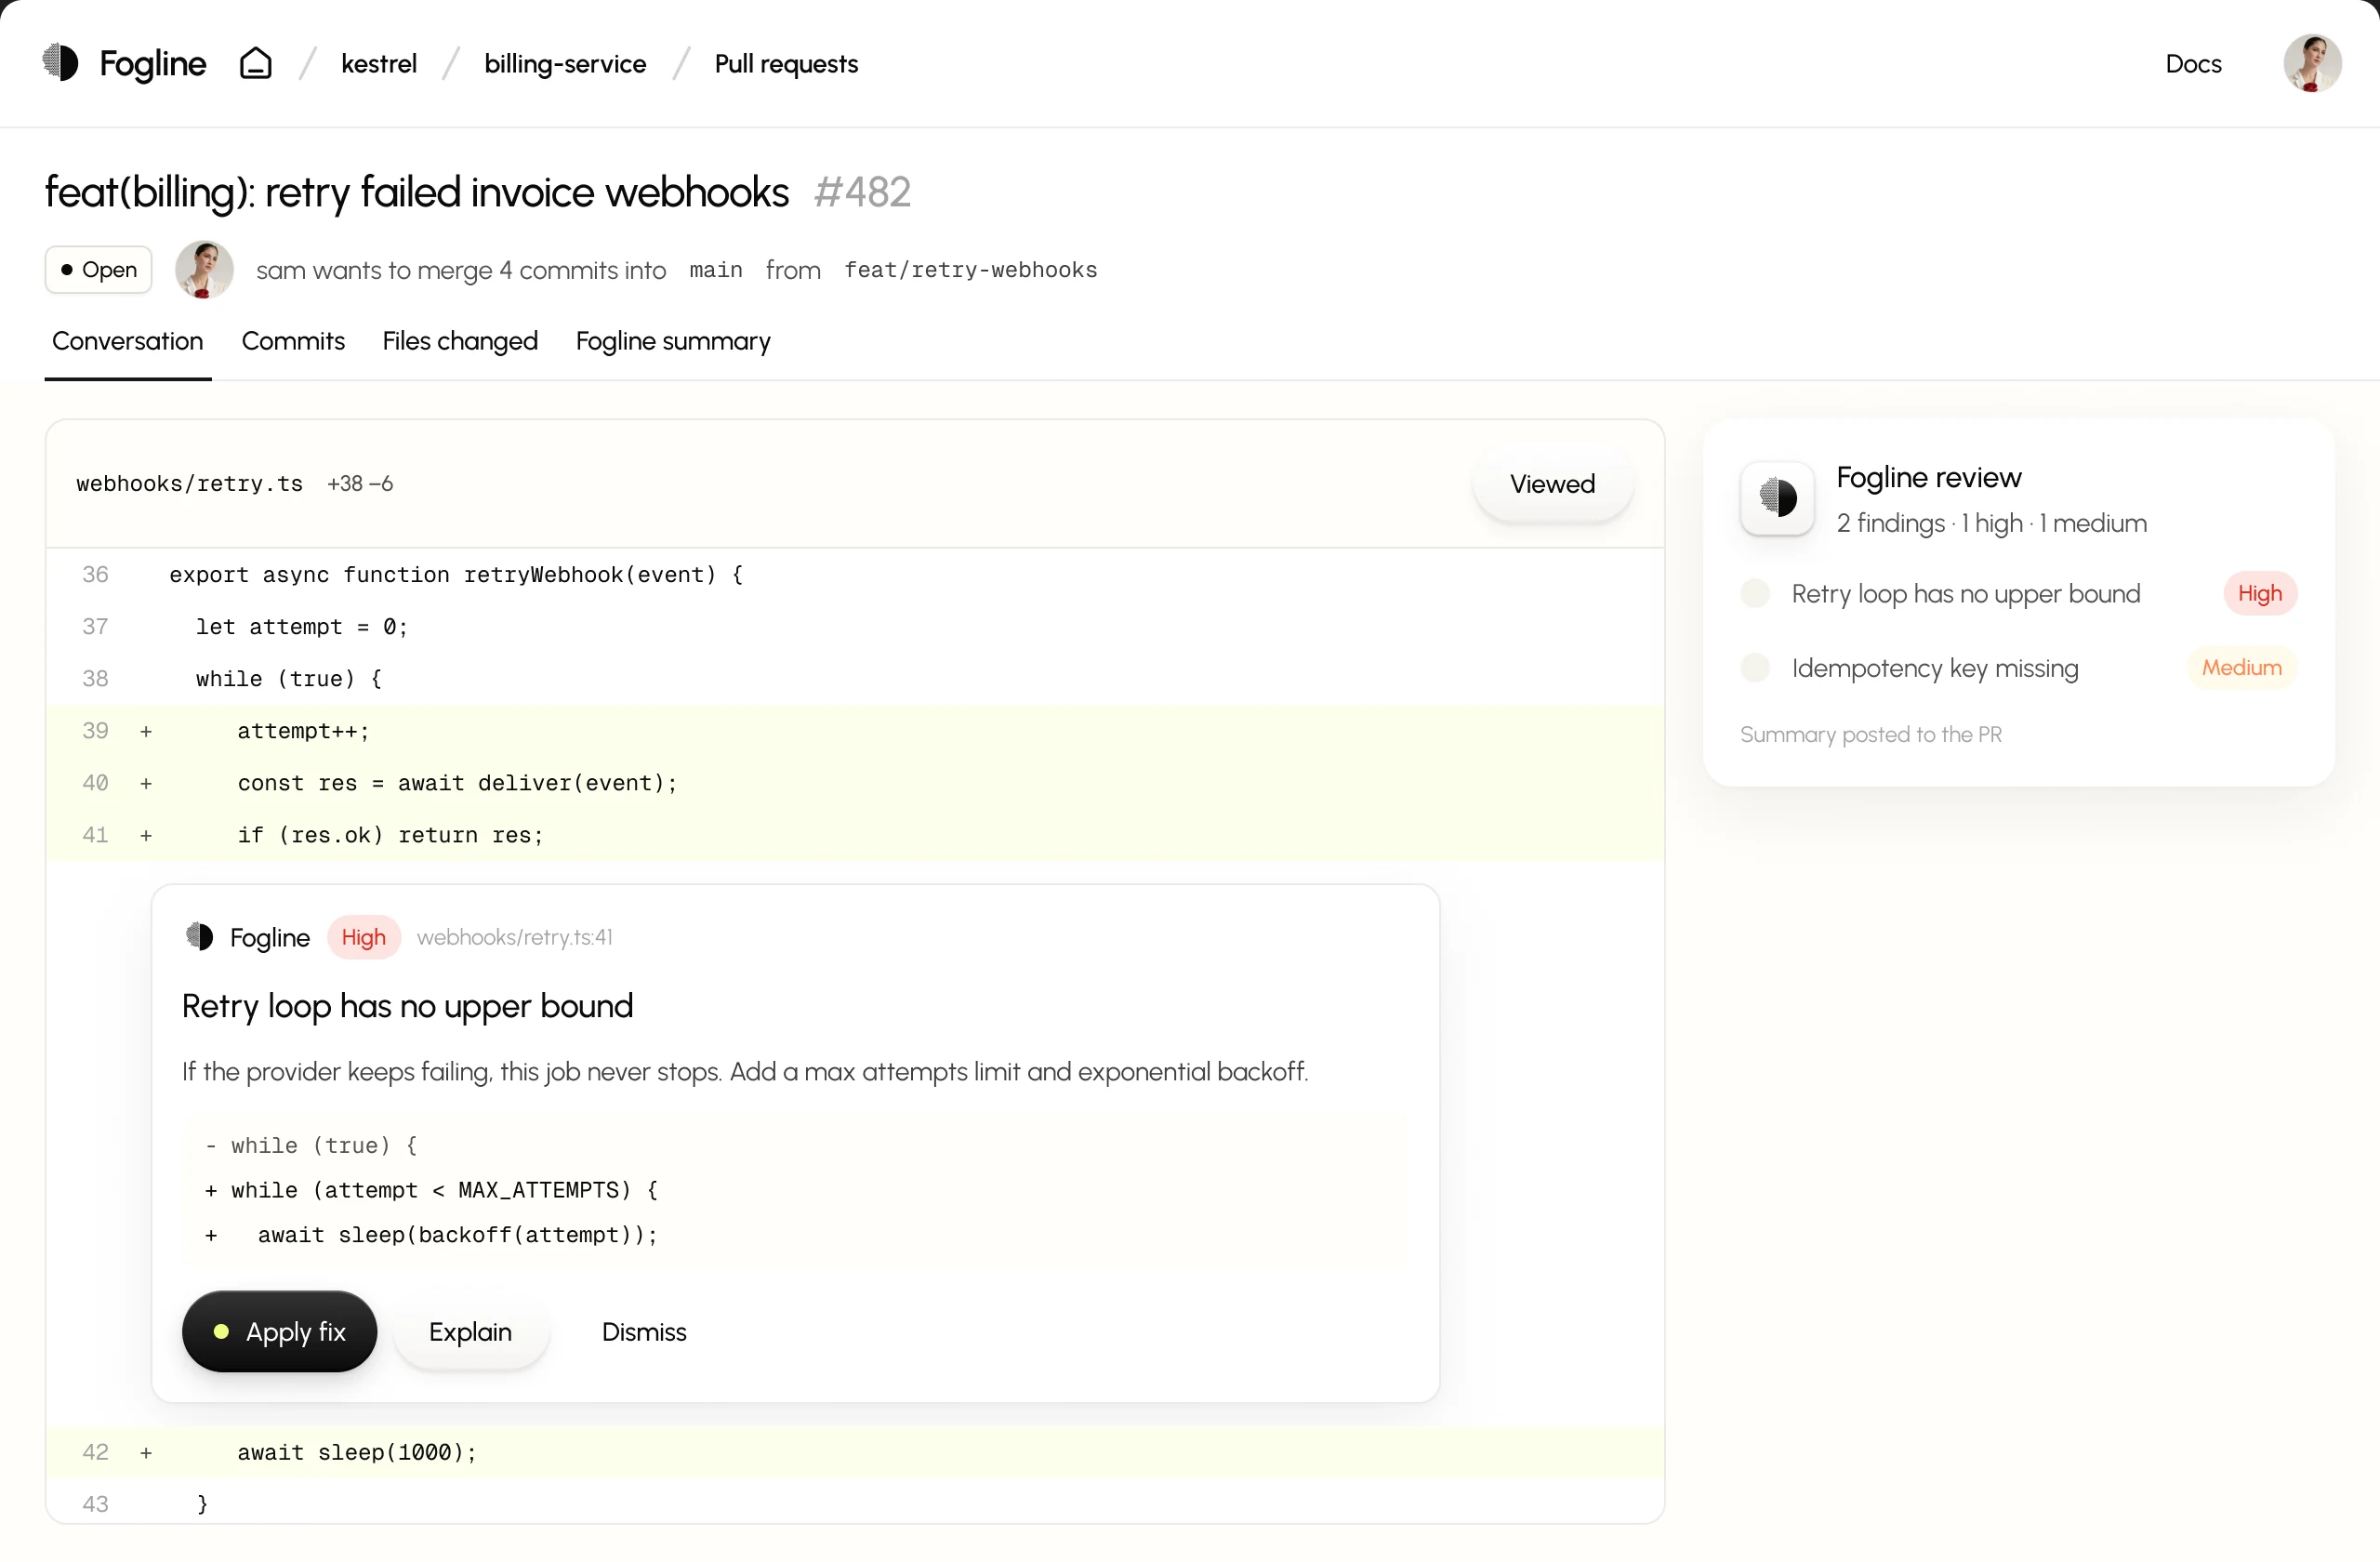 Fogline / kestrel / billing-service / Pull requests Docs
feat(billing): retry failed invoice webhooks #482
Open sam wants to merge 4 commits into main from feat/retry-webhooks
Conversation Commits Files changed Fogline summary
webhooks/retry.ts +38 −6 Viewed
36 export async function retryWebhook(event) {
37 let attempt = 0;
38 while (true) {
39 + attempt++;
40 + const res = await deliver(event);
41 + if (res.ok) return res;
Fogline High webhooks/retry.ts:41
Retry loop has no upper bound
If the provider keeps failing, this job never stops. Add a max attempts limit and exponential backoff.
- while (true) {
+ while (attempt < MAX_ATTEMPTS) {
+ await sleep(backoff(attempt));
Apply fix Explain Dismiss
42 + await sleep(1000);
43 }
Fogline review
2 findings · 1 high · 1 medium
Retry loop has no upper bound High
Idempotency key missing Medium
Summary posted to the PR